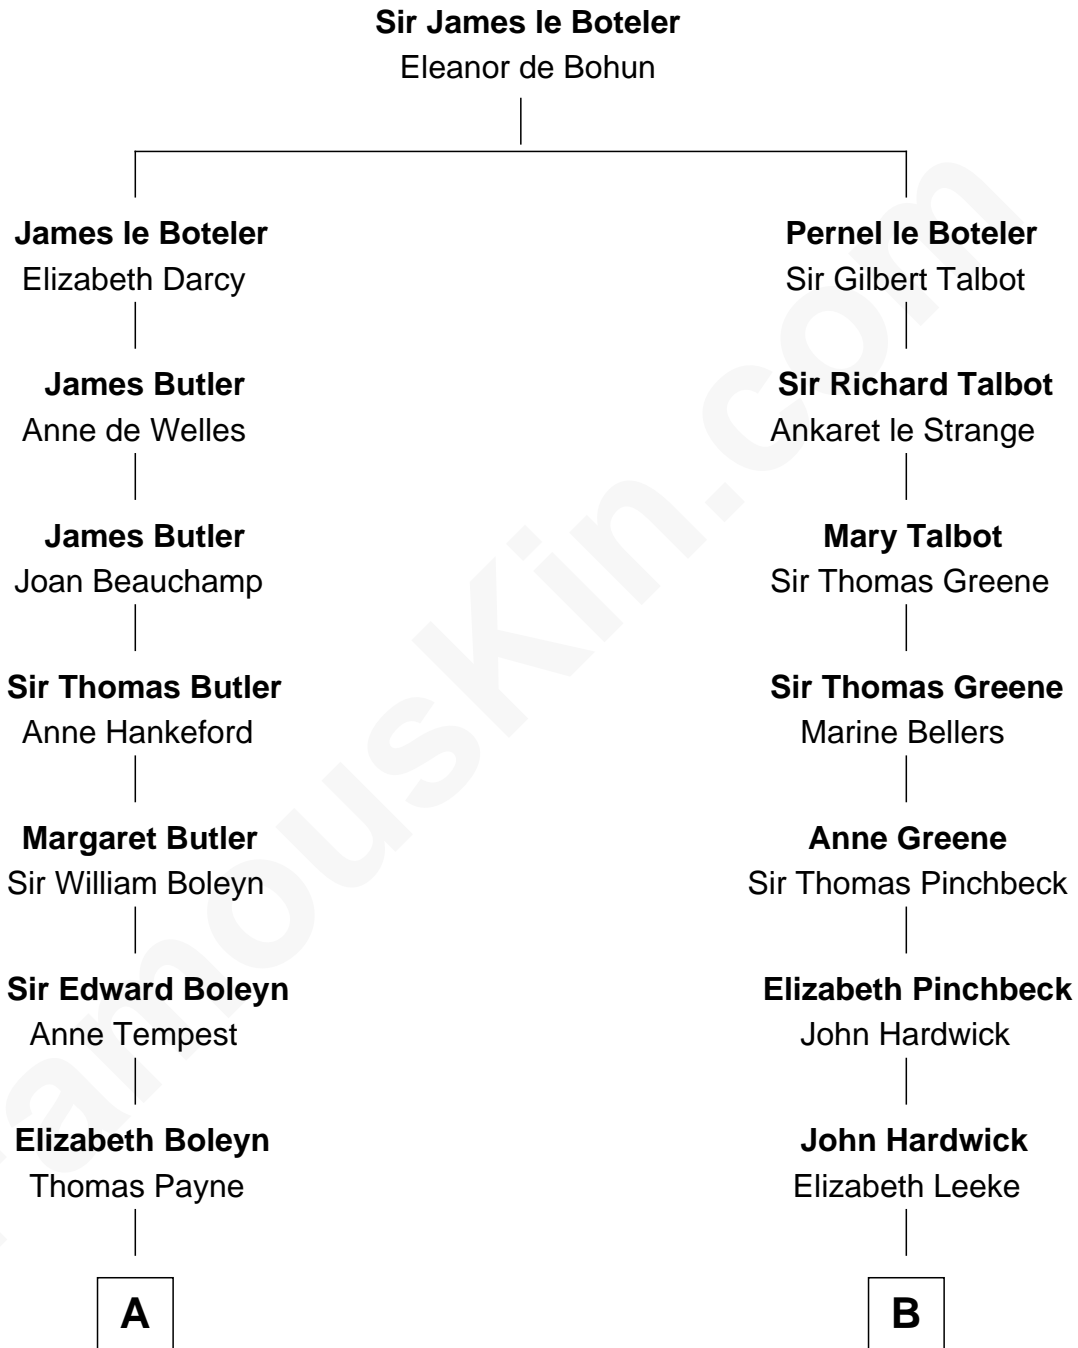 Sir James le Boteler
Eleanor de Bohun
James le Boteler
Elizabeth Darcy
Pernel le Boteler
Sir Gilbert Talbot
James Butler
Anne de Welles
Sir Richard Talbot
Ankaret le Strange
James Butler
Joan Beauchamp
Mary Talbot
Sir Thomas Greene
Sir Thomas Butler
Anne Hankeford
Sir Thomas Greene
Marine Bellers
Margaret Butler
Sir William Boleyn
Anne Greene
Sir Thomas Pinchbeck
Sir Edward Boleyn
Anne Tempest
Elizabeth Pinchbeck
John Hardwick
Elizabeth Boleyn
Thomas Payne
John Hardwick
Elizabeth Leeke
A
B
FamousKin.com